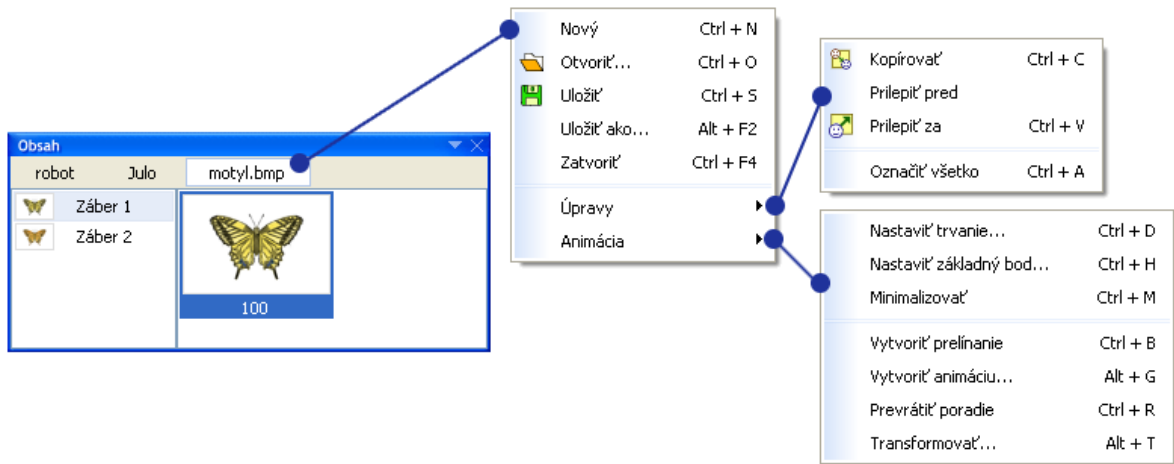 Obsah
robot Julo motyl.bmp
Záber 1
Záber 2
100
Nový Ctrl + N
Otvoriť... Ctrl + O
Uložiť Ctrl + S
Uložiť ako... Alt + F2
Zatvoriť Ctrl + F4
Úpravy
Animácia
Kopírovať Ctrl + C
Prilepiť pred
Prilepiť za Ctrl + V
Označiť všetko Ctrl + A
Nastaviť trvanie... Ctrl + D
Nastaviť základný bod... Ctrl + H
Minimalizovať Ctrl + M
Vytvoriť prelínanie Ctrl + B
Vytvoriť animáciu... Alt + G
Prevrátiť poradie Ctrl + R
Transformovať... Alt + T